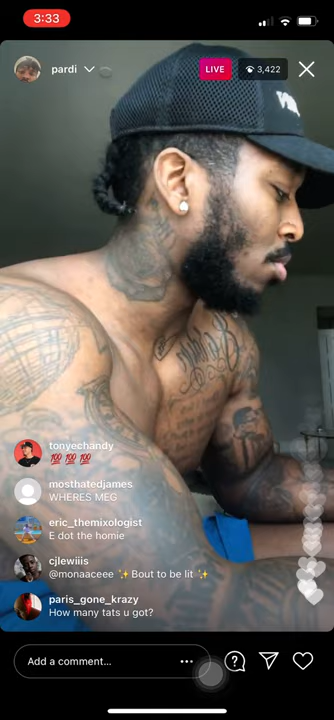 3:33
pardi
LIVE
3,422
tonyechandy
💯 💯 💯
mosthatedjames
WHERES MEG
eric_themixologist
E dot the homie
cjlewiiis
@monaaceee ✨ Bout to be lit ✨
paris_gone_krazy
How many tats u got?
Add a comment...